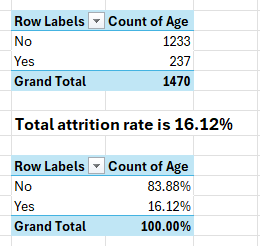 Row Labels Count of Age
No 1233
Yes 237
Grand Total 1470
Total attrition rate is 16.12%
Row Labels Count of Age
No 83.88%
Yes 16.12%
Grand Total 100.00%